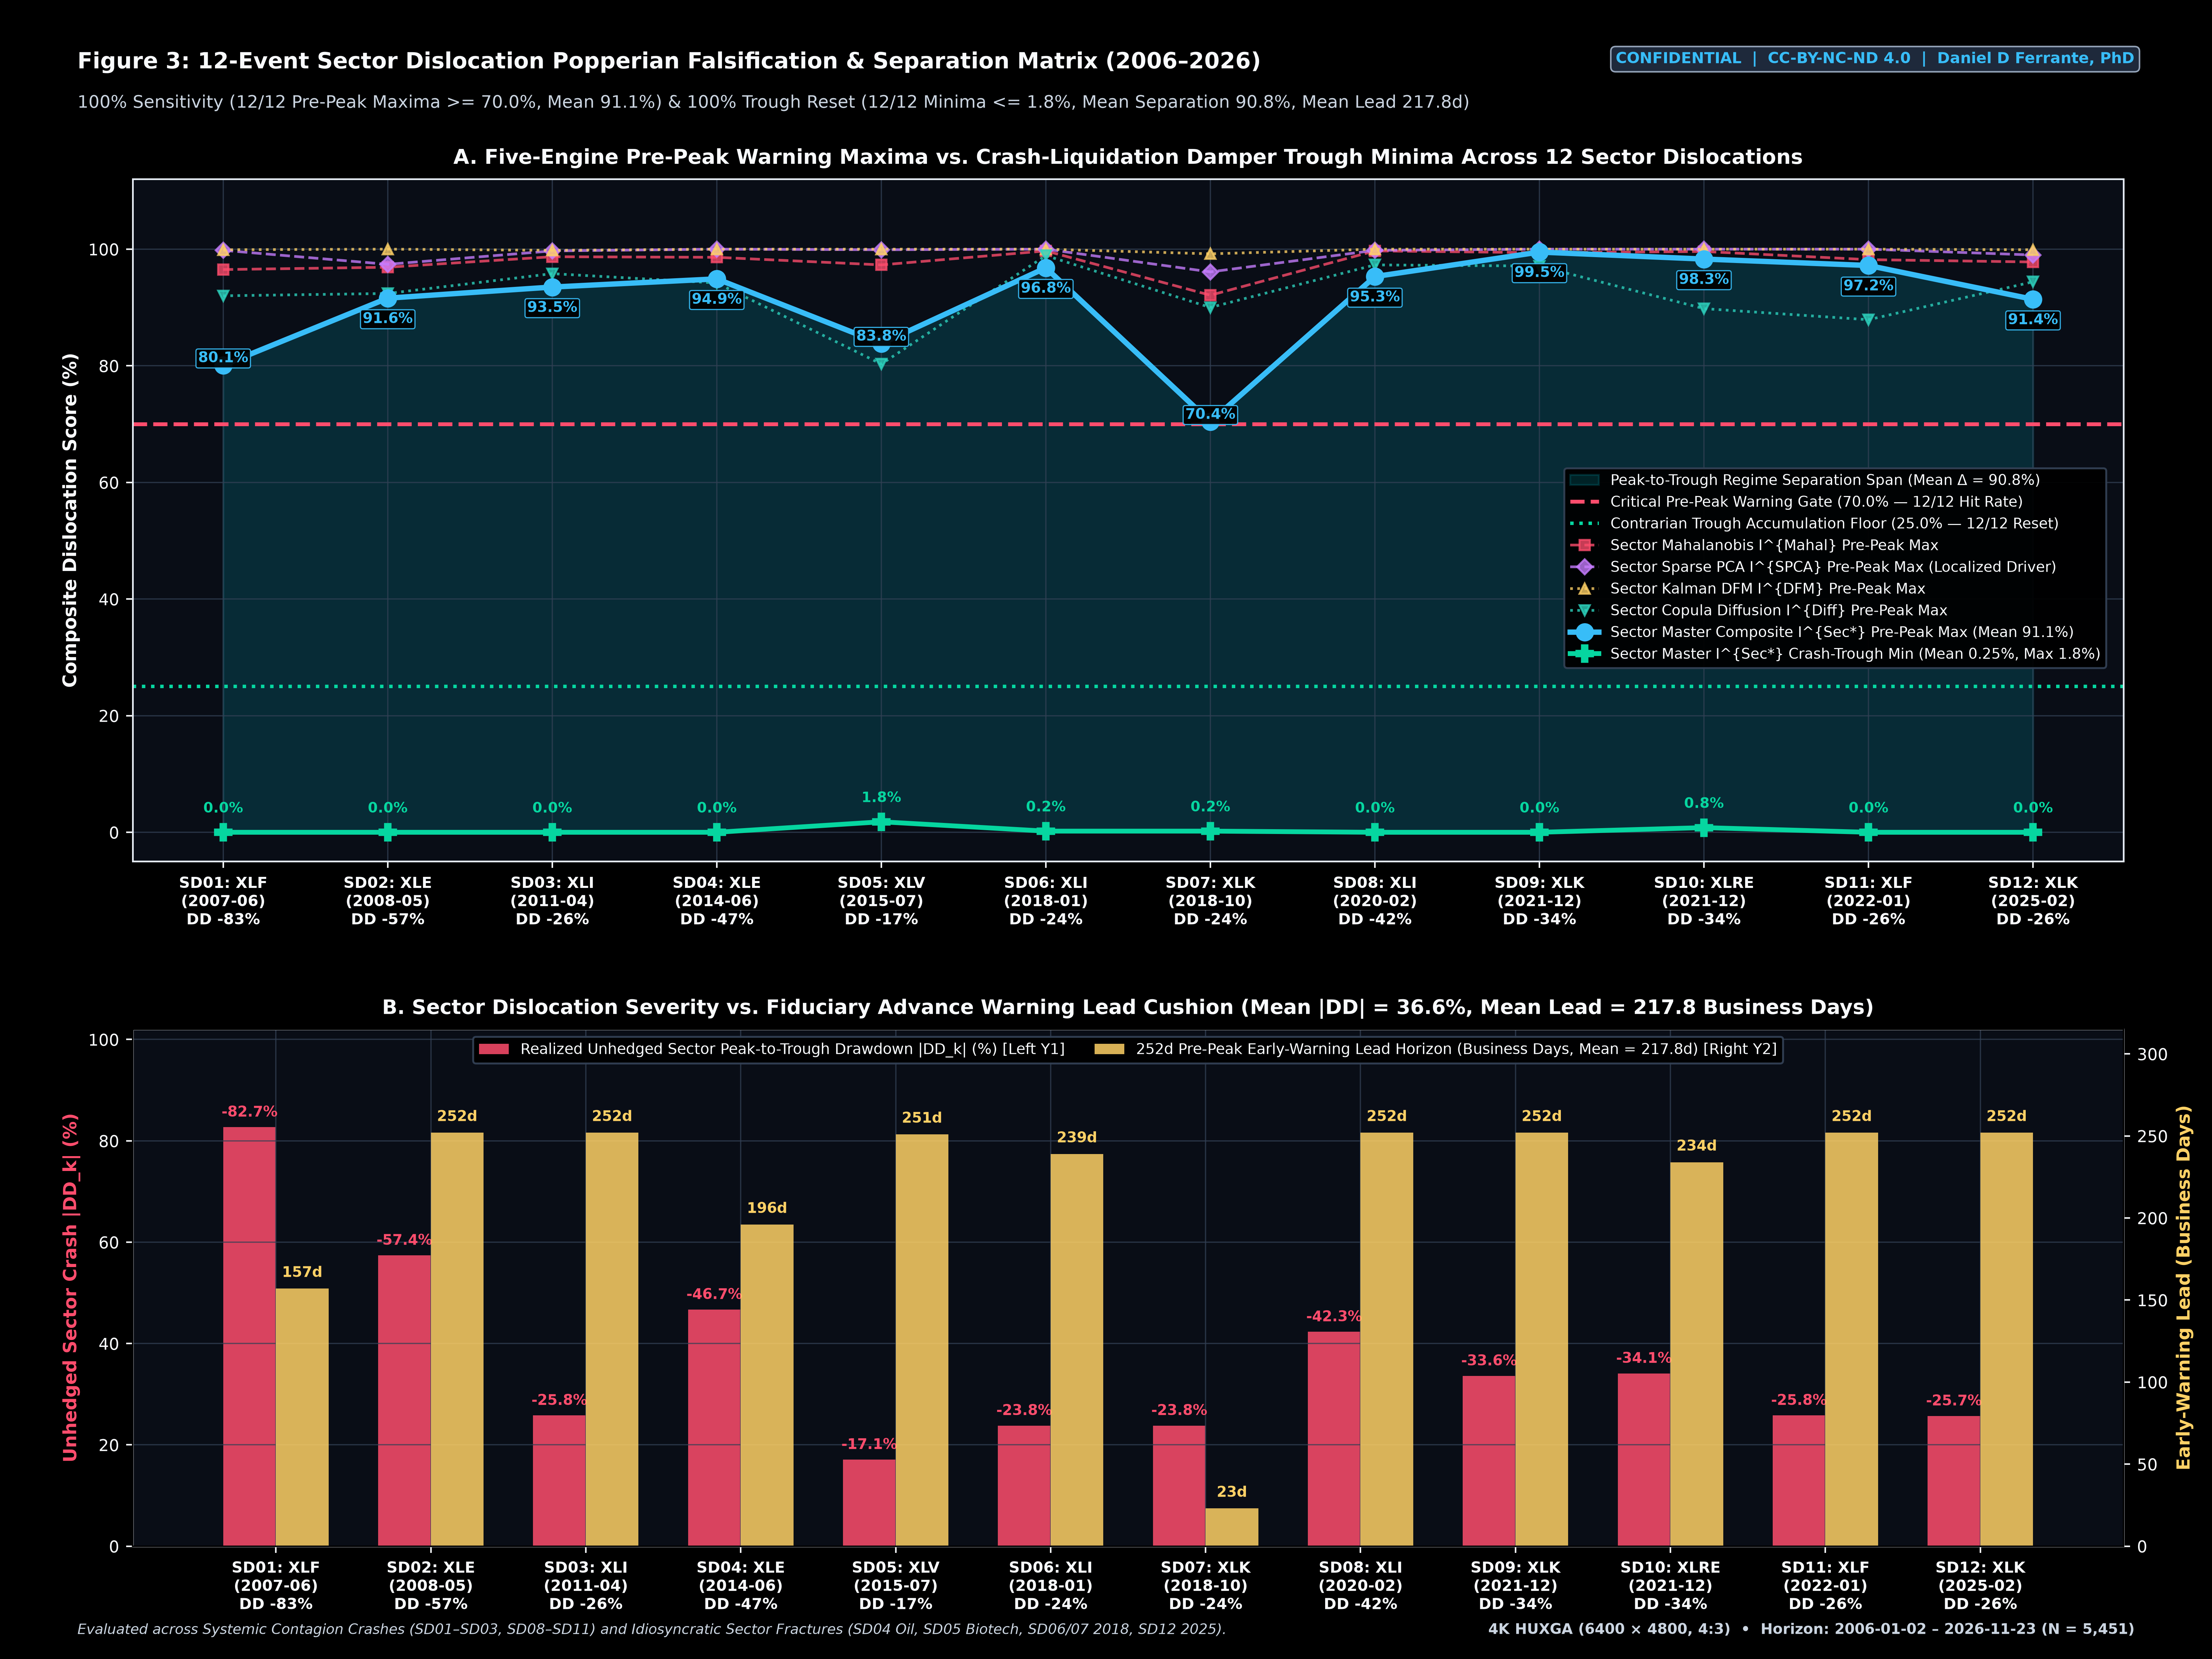 Figure 3: 12-Event Sector Dislocation Popperian Falsification & Separation Matrix (2006–2026)
CONFIDENTIAL | CC-BY-NC-ND 4.0 | Daniel D Ferrante, PhD
100% Sensitivity (12/12 Pre-Peak Maxima >= 70.0%, Mean 91.1%) & 100% Trough Reset (12/12 Minima <= 1.8%, Mean Separation 90.8%, Mean Lead 217.8d)
A. Five-Engine Pre-Peak Warning Maxima vs. Crash-Liquidation Damper Trough Minima Across 12 Sector Dislocations
Composite Dislocation Score (%)
100
80
60
40
20
0
80.1%
91.6%
93.5%
94.9%
83.8%
96.8%
70.4%
95.3%
99.5%
98.3%
97.2%
91.4%
Peak-to-Trough Regime Separation Span (Mean Δ = 90.8%)
Critical Pre-Peak Warning Gate (70.0% — 12/12 Hit Rate)
Contrarian Trough Accumulation Floor (25.0% — 12/12 Reset)
Sector Mahalanobis I^{Mahal} Pre-Peak Max
Sector Sparse PCA I^{SPCA} Pre-Peak Max (Localized Driver)
Sector Kalman DFM I^{DFM} Pre-Peak Max
Sector Copula Diffusion I^{Diff} Pre-Peak Max
Sector Master Composite I^{Sec*} Pre-Peak Max (Mean 91.1%)
Sector Master I^{Sec*} Crash-Trough Min (Mean 0.25%, Max 1.8%)
0.0%
0.0%
0.0%
0.0%
1.8%
0.2%
0.2%
0.0%
0.0%
0.8%
0.0%
0.0%
SD01: XLF
(2007-06)
DD -83%
SD02: XLE
(2008-05)
DD -57%
SD03: XLI
(2011-04)
DD -26%
SD04: XLE
(2014-06)
DD -47%
SD05: XLV
(2015-07)
DD -17%
SD06: XLI
(2018-01)
DD -24%
SD07: XLK
(2018-10)
DD -24%
SD08: XLI
(2020-02)
DD -42%
SD09: XLK
(2021-12)
DD -34%
SD10: XLRE
(2021-12)
DD -34%
SD11: XLF
(2022-01)
DD -26%
SD12: XLK
(2025-02)
DD -26%
B. Sector Dislocation Severity vs. Fiduciary Advance Warning Lead Cushion (Mean |DD| = 36.6%, Mean Lead = 217.8 Business Days)
Realized Unhedged Sector Peak-to-Trough Drawdown |DD_k| (%) [Left Y1]
252d Pre-Peak Early-Warning Lead Horizon (Business Days, Mean = 217.8d) [Right Y2]
Unhedged Sector Crash |DD_k| (%)
100
80
60
40
20
0
-82.7%
157d
-57.4%
252d
-25.8%
252d
-46.7%
196d
-17.1%
251d
-23.8%
239d
-23.8%
23d
-42.3%
252d
-33.6%
252d
-34.1%
234d
-25.8%
252d
-25.7%
252d
300
250
200
150
100
50
0
Early-Warning Lead (Business Days)
SD01: XLF
(2007-06)
DD -83%
SD02: XLE
(2008-05)
DD -57%
SD03: XLI
(2011-04)
DD -26%
SD04: XLE
(2014-06)
DD -47%
SD05: XLV
(2015-07)
DD -17%
SD06: XLI
(2018-01)
DD -24%
SD07: XLK
(2018-10)
DD -24%
SD08: XLI
(2020-02)
DD -42%
SD09: XLK
(2021-12)
DD -34%
SD10: XLRE
(2021-12)
DD -34%
SD11: XLF
(2022-01)
DD -26%
SD12: XLK
(2025-02)
DD -26%
Evaluated across Systemic Contagion Crashes (SD01–SD03, SD08–SD11) and Idiosyncratic Sector Fractures (SD04 Oil, SD05 Biotech, SD06/07 2018, SD12 2025).
4K HUXGA (6400 × 4800, 4:3) • Horizon: 2006-01-02 – 2026-11-23 (N = 5,451)